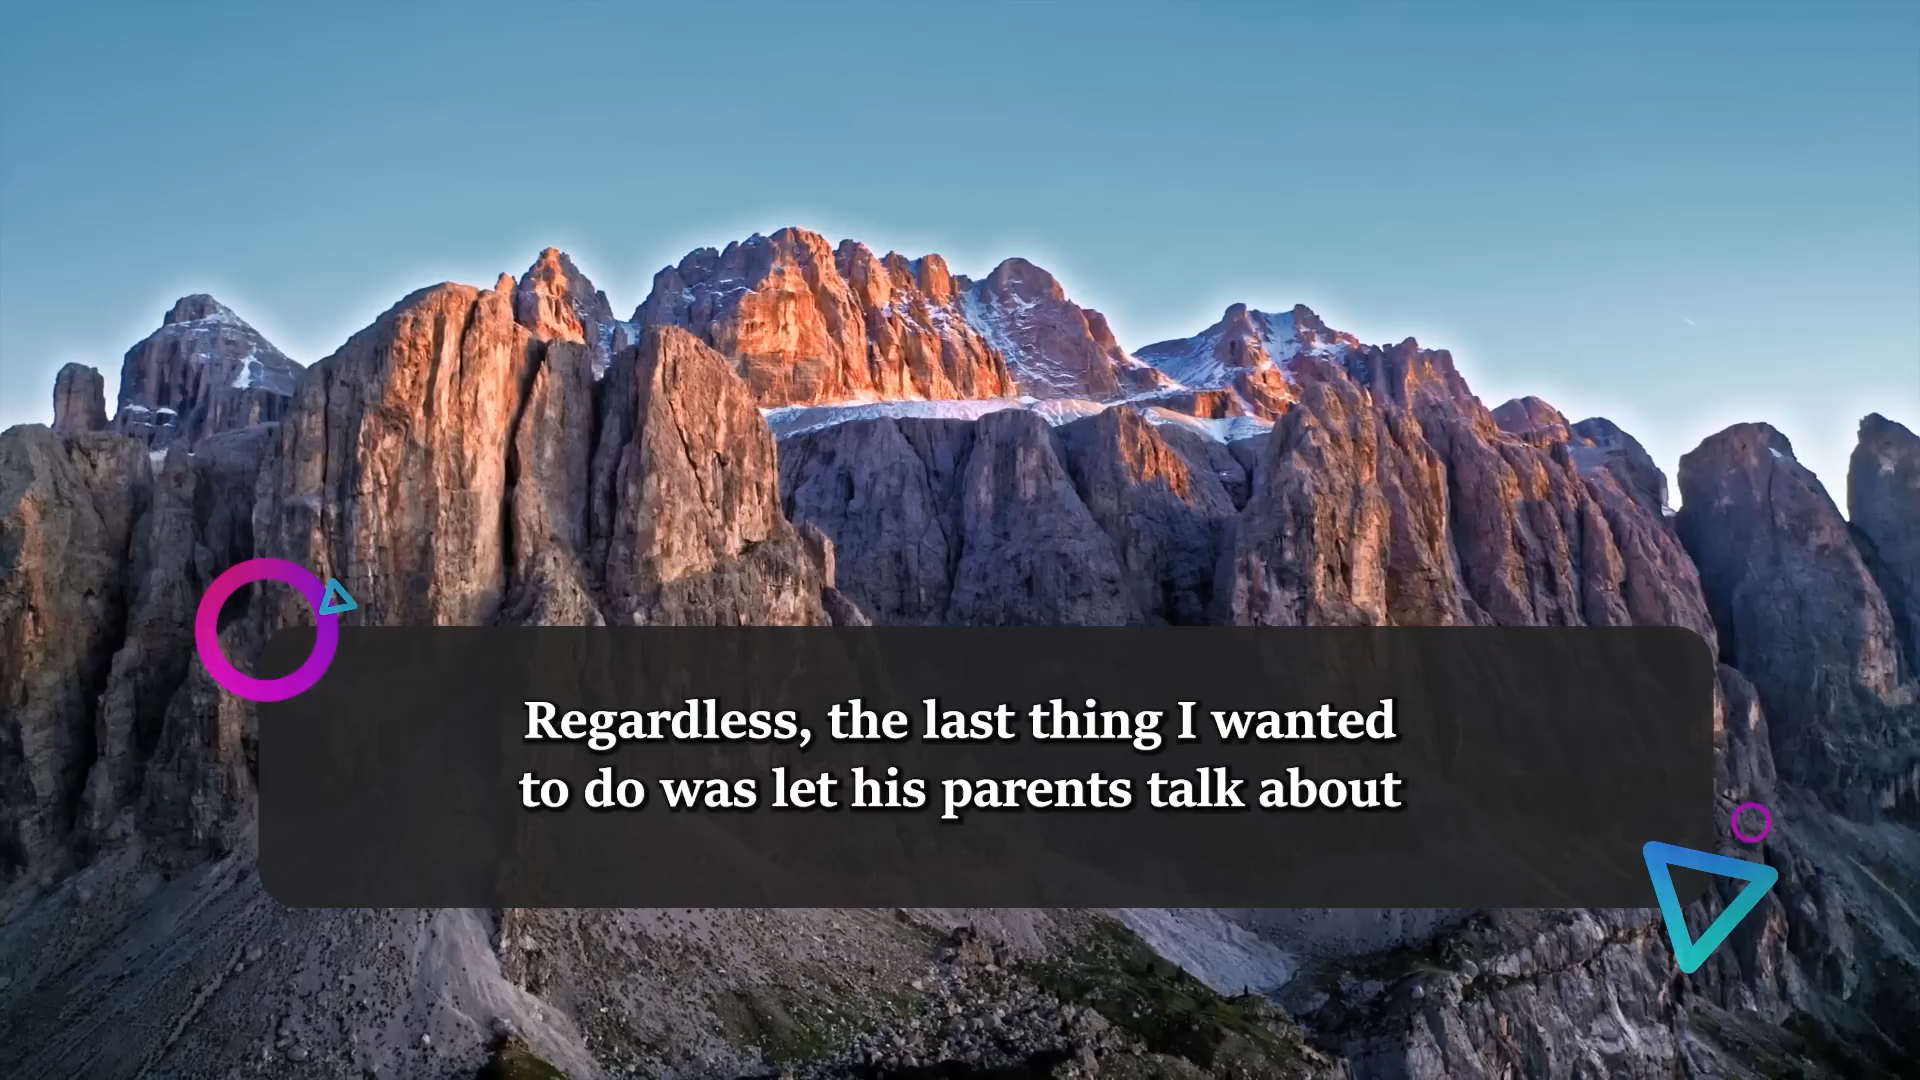 Regardless, the last thing I wanted
to do was let his parents talk about